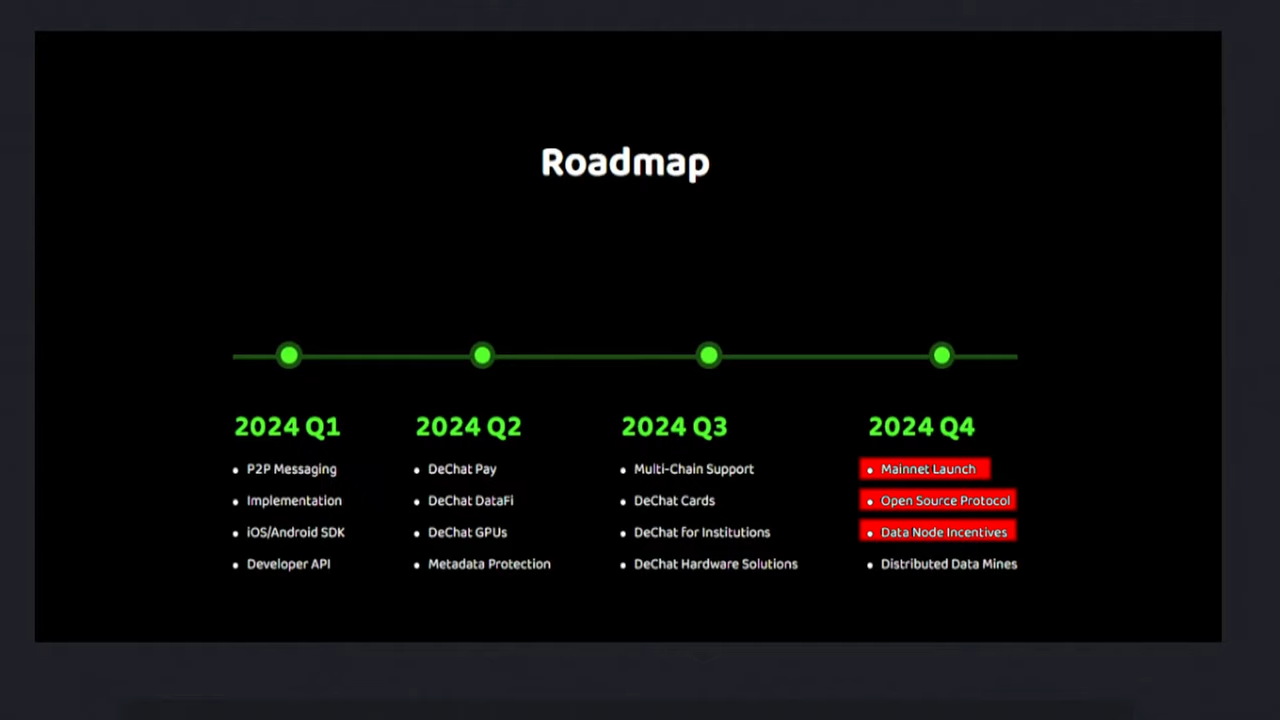 Roadmap
2024 Q1
P2P Messaging
Implementation
iOS/Android SDK
Developer API
2024 Q2
DeChat Pay
DeChat DataFi
DeChat GPUs
Metadata Protection
2024 Q3
Multi-Chain Support
DeChat Cards
DeChat for Institutions
DeChat Hardware Solutions
2024 Q4
Mainnet Launch
Open Source Protocol
Data Node Incentives
Distributed Data Mines